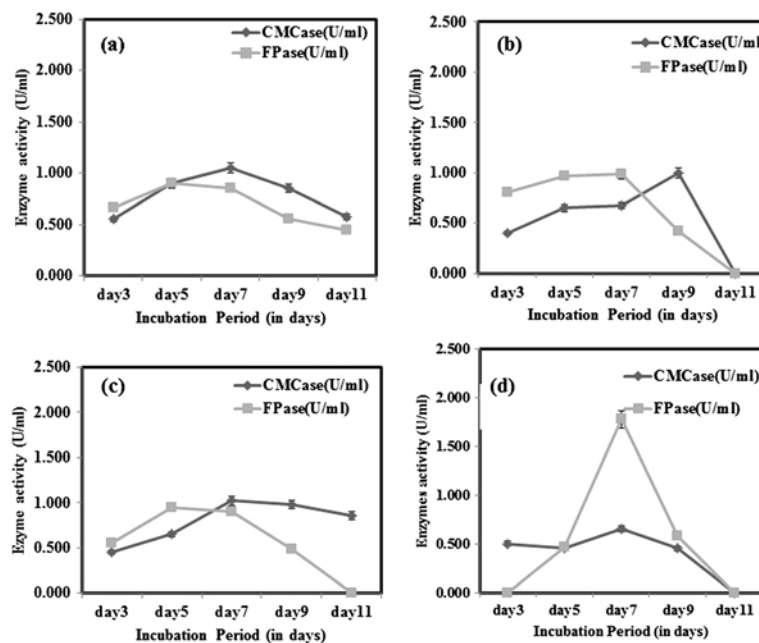 (a)
CMCase(U/ml)
FPase(U/ml)
Enzyme activity (U/ml)
2.500
2.000
1.500
1.000
0.500
0.000
day3 day5 day7 day9 day11
Incubation Period (in days)
(b)
CMCase(U/ml)
FPase(U/ml)
Enzyme activity (U/ml)
2.500
2.000
1.500
1.000
0.500
0.000
day3 day5 day7 day9 day11
Incubation Period (in days)
(c)
CMCase(U/ml)
FPase(U/ml)
Ezyme activity (U/ml)
2.500
2.000
1.500
1.000
0.500
0.000
day3 day5 day7 day9 day11
Incubation Period (in days)
(d)
CMCase(U/ml)
FPase(U/ml)
Enzymes activity (U/ml)
2.500
2.000
1.500
1.000
0.500
0.000
day3 day5 day7 day9 day11
Incubation Period (in days)